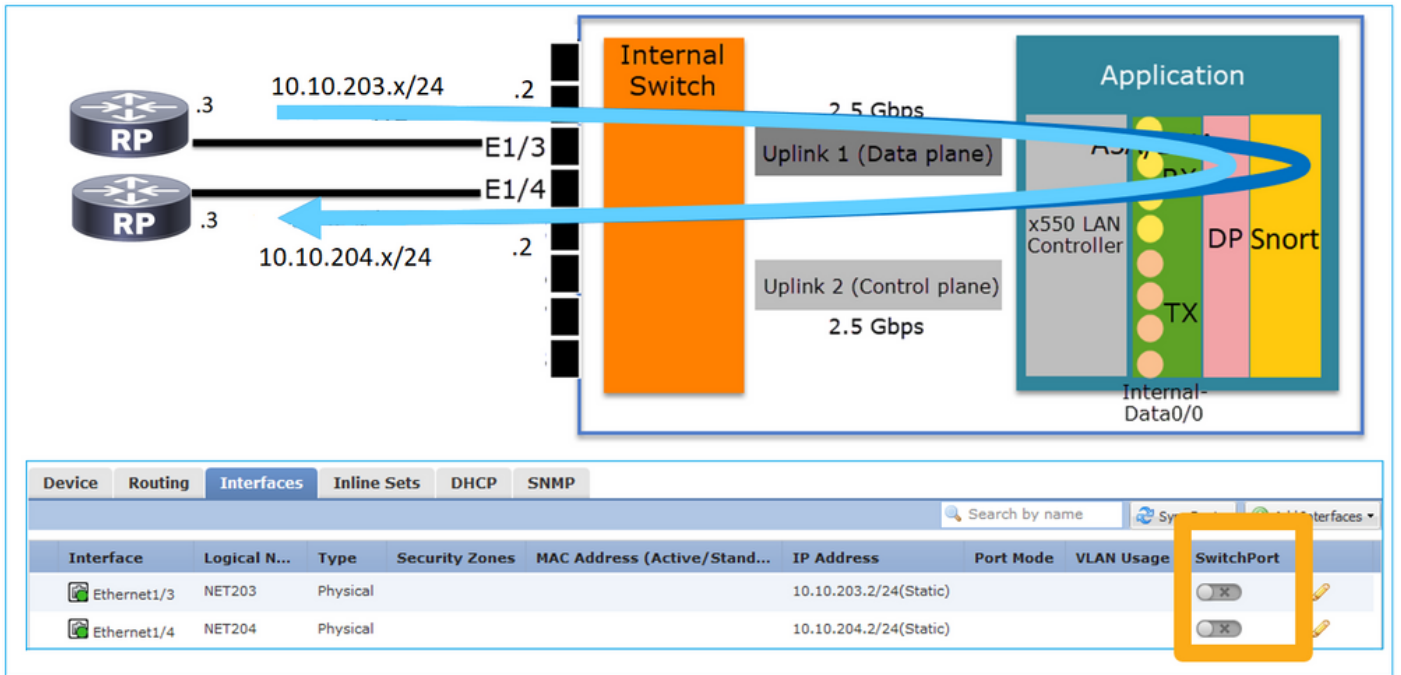 Internal
Switch
Application
10.10.203.x/24
.2
.3
RP
2.5 Gbps
E1/3
Uplink 1 (Data plane)
E1/4
RP
.3
.2
10.10.204.x/24
x550 LAN
Controller
DP
Snort
Uplink 2 (Control plane)
TX
2.5 Gbps
Internal-
Data0/0
Device Routing Interfaces Inline Sets DHCP SNMP
Search by name
Interface Logical N... Type Security Zones MAC Address (Active/Stand... IP Address Port Mode VLAN Usage SwitchPort
Ethernet1/3 NET203 Physical 10.10.203.2/24(Static)
Ethernet1/4 NET204 Physical 10.10.204.2/24(Static)